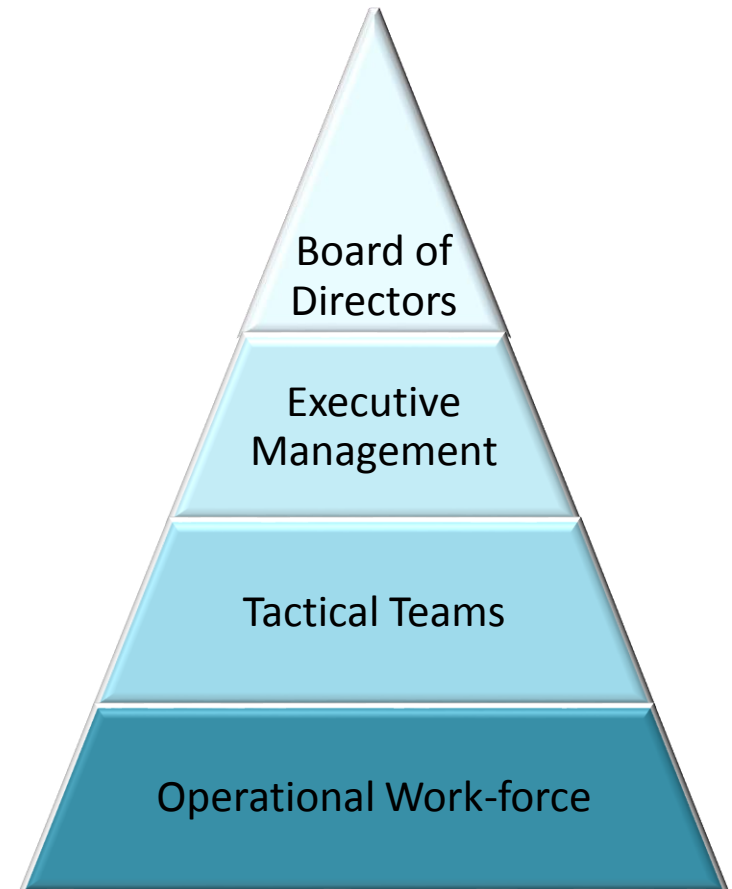 Board of
Directors
Executive
Management
Tactical Teams
Operational Work-force